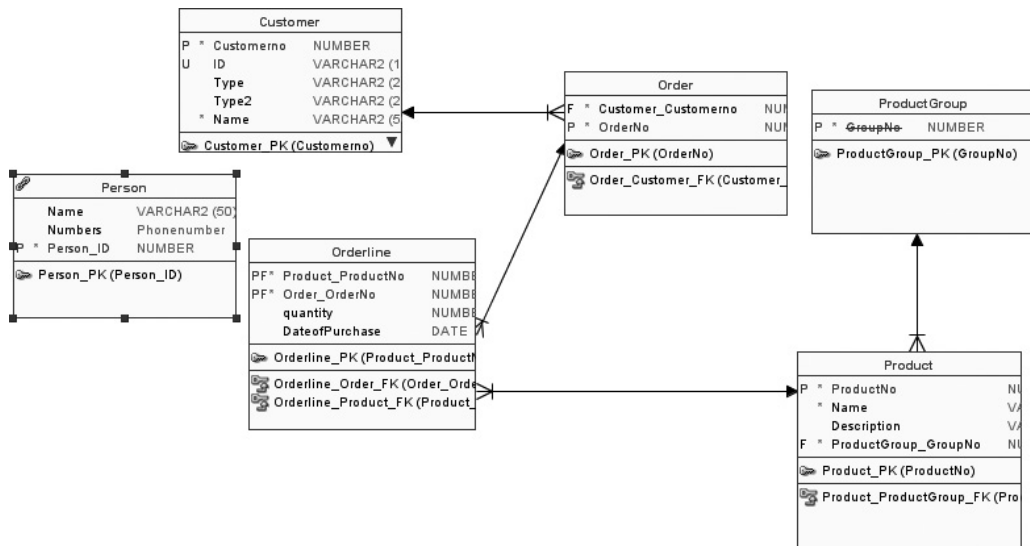 Customer
P * Customerno NUMBER
U ID VARCHAR2 (1
Type VARCHAR2 (2
Type2 VARCHAR2 (2
* Name VARCHAR2 (5
Customer_PK (Customerno)
Order
F * Customer_Customerno NUM
P * OrderNo NUM
Order_PK (OrderNo)
Order_Customer_FK (Customer_
ProductGroup
P * GroupNo NUMBER
ProductGroup_PK (GroupNo)
Person
Name VARCHAR2 (50)
Numbers Phonenumber
P * Person_ID NUMBER
Person_PK (Person_ID)
Orderline
PF* Product_ProductNo NUMBE
PF* Order_OrderNo NUMBE
quantity NUMBE
DateofPurchase DATE
Orderline_PK (Product_Product
Orderline_Order_FK (Order_Orde
Orderline_Product_FK (Product_
Product
P * ProductNo NU
* Name VA
Description VA
F * ProductGroup_GroupNo NU
Product_PK (ProductNo)
Product_ProductGroup_FK (Pro